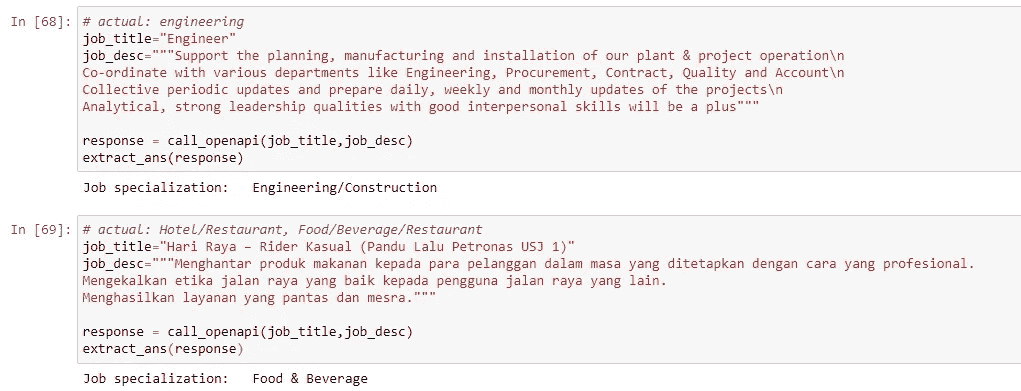 In [68]: # actual: engineering
job_title="Engineer"
job_desc="""Support the planning, manufacturing and installation of our plant & project operation\n
Co-ordinate with various departments like Engineering, Procurement, Contract, Quality and Account\n
Collective periodic updates and prepare daily, weekly and monthly updates of the projects\n
Analytical, strong leadership qualities with good interpersonal skills will be a plus"""
response = call_openapi(job_title,job_desc)
extract_ans(response)
Job specialization: Engineering/Construction
In [69]: # actual: Hotel/Restaurant, Food/Beverage/Restaurant
job_title="Hari Raya – Rider Kasual (Pandu Lalu Petronas USJ 1)"
job_desc="""Menghantar produk makanan kepada para pelanggan dalam masa yang ditetapkan dengan cara yang profesional.
Mengekalkan etika jalan raya yang baik kepada pengguna jalan raya yang lain.
Menghasilkan layanan yang pantas dan mesra."""
response = call_openapi(job_title,job_desc)
extract_ans(response)
Job specialization: Food & Beverage